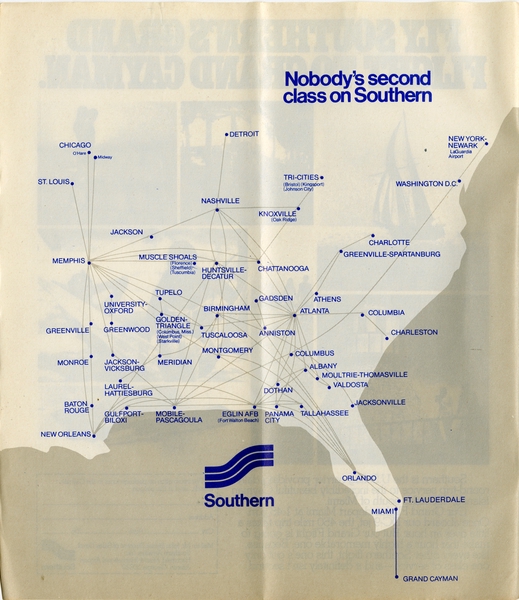 Nobody's second
class on Southern
DETROIT
NEW YORK-
NEWARK
LaGuardia
Airport
CHICAGO
O'Hare
Midway
ST. LOUIS
TRI-CITIES
(Bristol) (Kingsport)
(Johnson City)
WASHINGTON D.C.
NASHVILLE
KNOXVILLE
(Oak Ridge)
JACKSON
CHARLOTTE
GREENVILLE-SPARTANBURG
MEMPHIS
MUSCLE SHOALS
(Florence)
(Sheffield)
(Tuscumbia)
HUNTSVILLE-
DECATUR
CHATTANOOGA
TUPELO
GADSDEN
ATHENS
UNIVERSITY-
OXFORD
BIRMINGHAM
ATLANTA
COLUMBIA
GOLDEN-
TRIANGLE
(Columbus, Miss.)
(West Point)
(Starkville)
GREENVILLE
GREENWOOD
TUSCALOOSA
ANNISTON
CHARLESTON
MONROE
JACKSON-
VICKSBURG
MERIDIAN
MONTGOMERY
COLUMBUS
ALBANY
MOULTRIE-THOMASVILLE
VALDOSTA
LAUREL-
HATTIESBURG
DOTHAN
BATON
ROUGE
GULFPORT-
BILOXI
MOBILE-
PASCAGOULA
EGLIN AFB
(Fort Walton Beach)
PANAMA
CITY
TALLAHASSEE
JACKSONVILLE
NEW ORLEANS
ORLANDO
Southern
FT. LAUDERDALE
MIAMI
GRAND CAYMAN